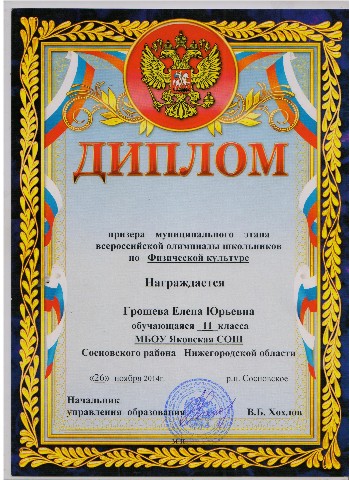 ДИПЛОМ
призера муниципального этапа
всероссийской олимпиады школьников
по Физической культуре
Награждается
Грошева Елена Юрьевна
обучающаяся 11 класса
МБОУ Яковская СОШ
Сосновского района Нижегородской области
«26» ноября 2014г. р.п. Сосновское
Начальник
управления образования В.Б. Хохлов
М.П.